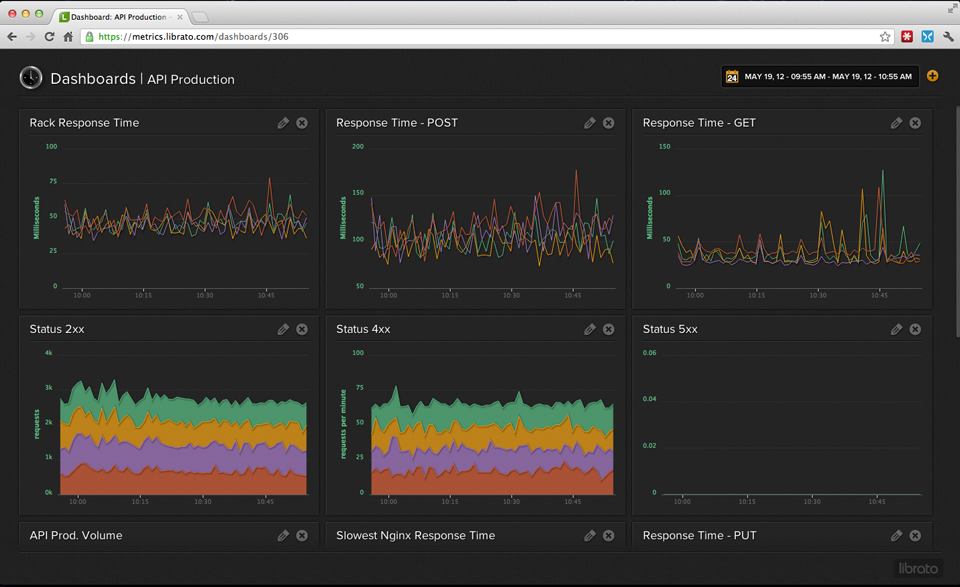 Dashboard: API Production -
https://metrics.librato.com/dashboards/306
Dashboards | API Production
24 MAY 19, 12 - 09:55 AM - MAY 19, 12 - 10:55 AM
Rack Response Time
100
75
50
25
0
Milliseconds
10:00 10:15 10:30 10:45
Response Time - POST
200
150
100
50
Milliseconds
10:00 10:15 10:30 10:45
Response Time - GET
150
100
50
0
Milliseconds
10:00 10:15 10:30 10:45
Status 2xx
4k
3k
2k
1k
0k
requests
10:00 10:15 10:30 10:45
Status 4xx
100
75
50
25
0
requests per minute
10:00 10:15 10:30 10:45
Status 5xx
0.06
0.04
0.02
0
10:00 10:15 10:30 10:45
API Prod. Volume
Slowest Nginx Response Time
Response Time - PUT
librato